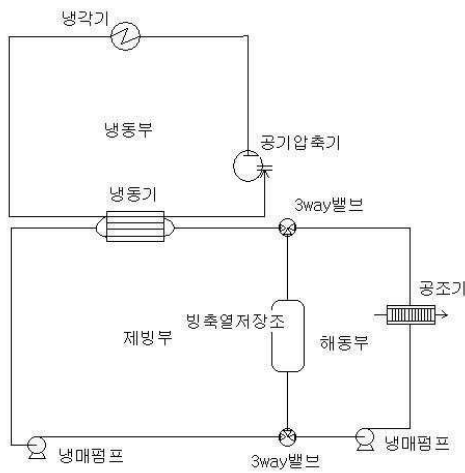 냉각기
냉동부
공기압축기
냉동기
3way밸브
공조기
빙축열저장조
제빙부
해동부
냉매펌프
냉매펌프
3way밸브